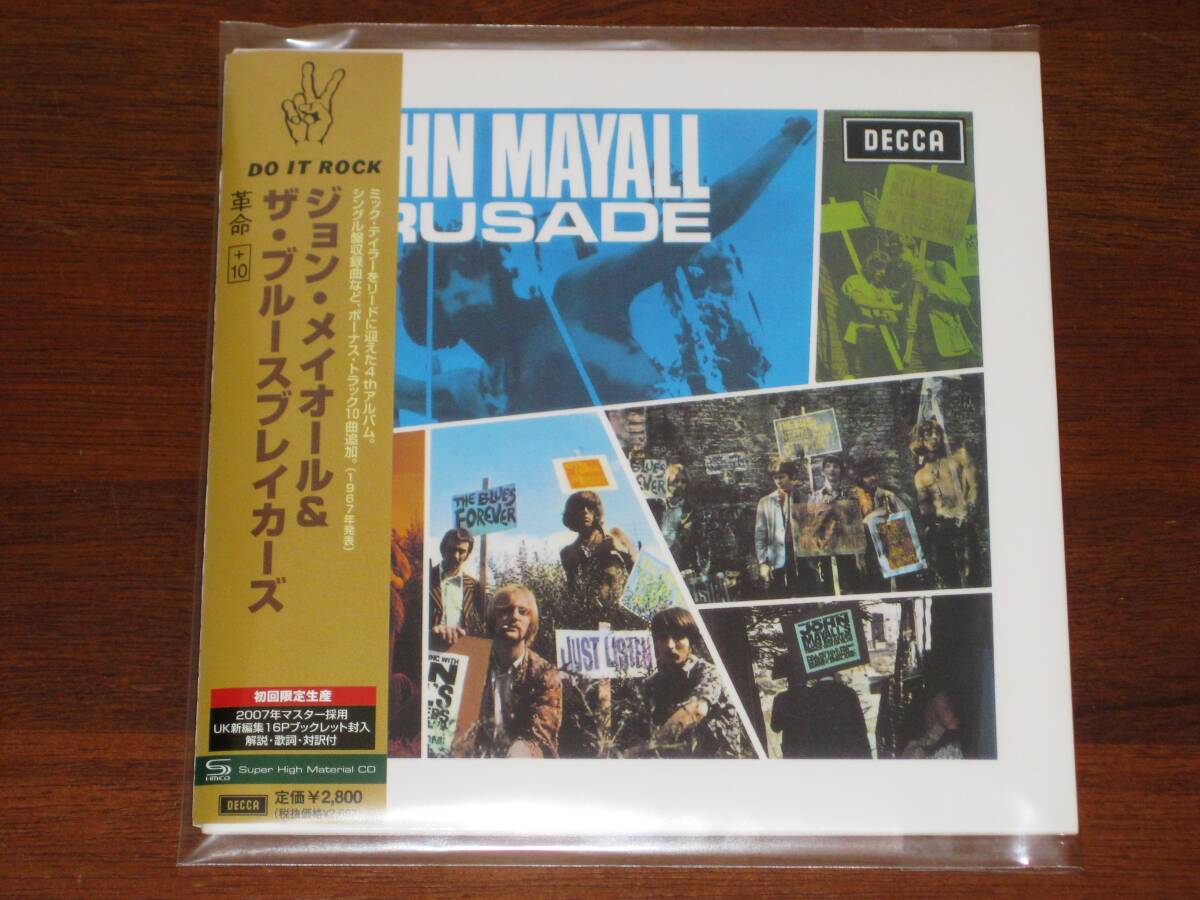 DO IT ROCK
ミック・テイラーをリードに迎えた4thアルバム。
シングル盤収録曲など、ボーナス・トラック10曲追加。(1967年発表)
ジョン・メイオール&
ザ・ブルースブレイカーズ
革命 +10
初回限定生産
2007年マスター採用
UK新編集16Pブックレット封入
解説・歌詞・対訳付
SHM-CD
Super High Material CD
DECCA
定価¥2,800
HN MAYALL
RUSADE
DECCA
THE BLUES
FOREVER
JUST LISTEN
BLUES
EVER
JOHN
MAYALL'S